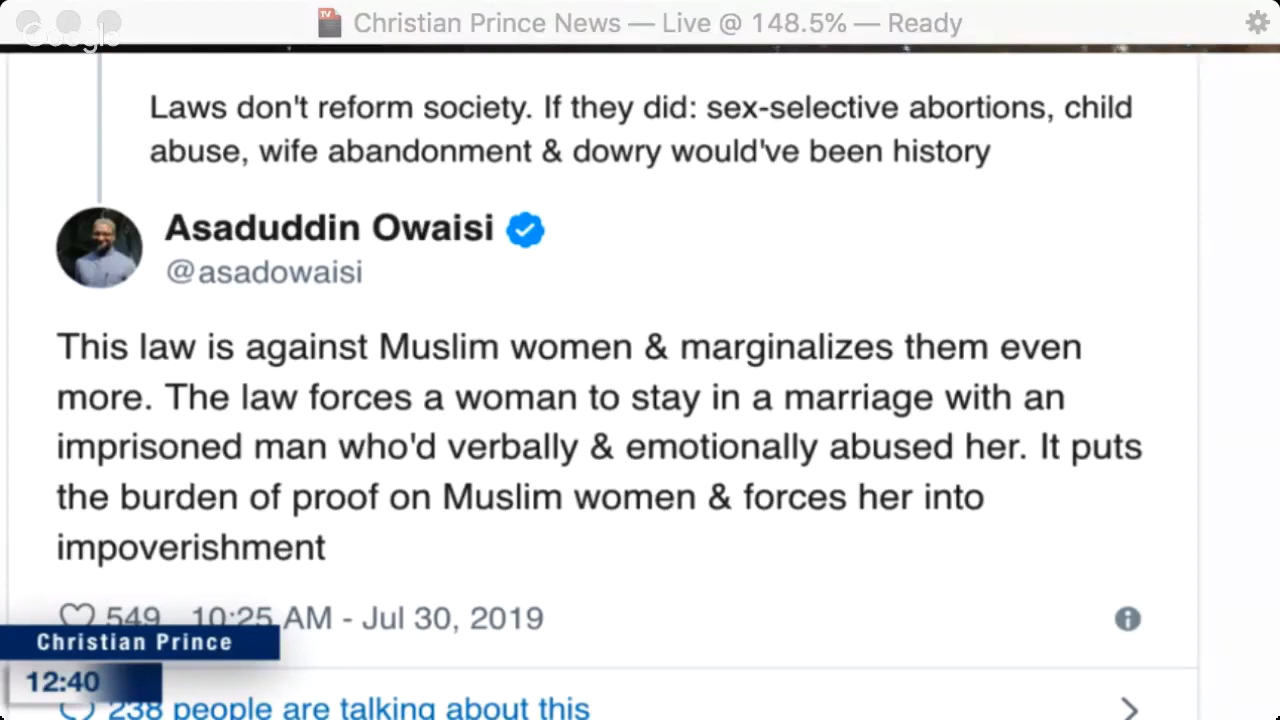 Christian Prince News — Live @ 148.5% — Ready
Google
Laws don't reform society. If they did: sex-selective abortions, child
abuse, wife abandonment & dowry would've been history
Asaduddin Owaisi
@asadowaisi
This law is against Muslim women & marginalizes them even
more. The law forces a woman to stay in a marriage with an
imprisoned man who'd verbally & emotionally abused her. It puts
the burden of proof on Muslim women & forces her into
impoverishment
549 10:25 AM - Jul 30, 2019
Christian Prince
12:40
238 people are talking about this